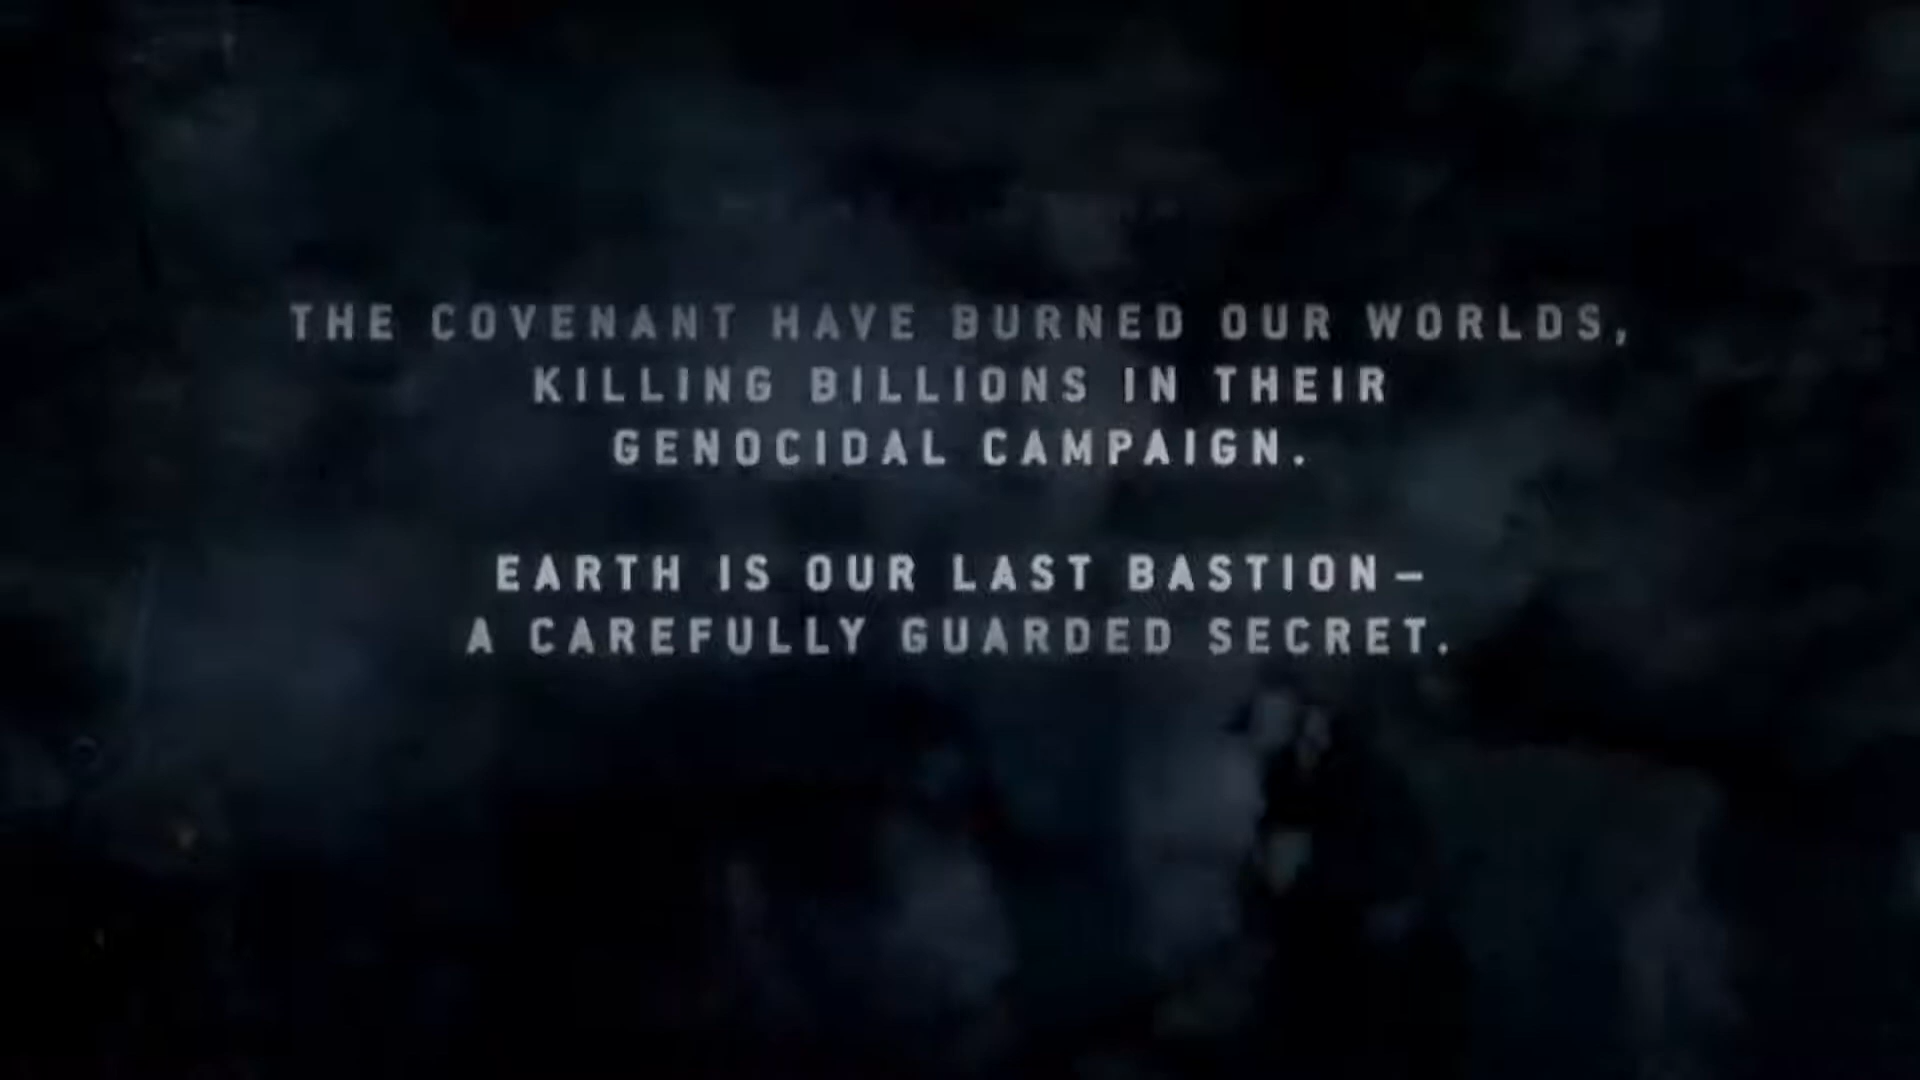 THE COVENANT HAVE BURNED OUR WORLDS,
KILLING BILLIONS IN THEIR
GENOCIDAL CAMPAIGN.
EARTH IS OUR LAST BASTION–
A CAREFULLY GUARDED SECRET.